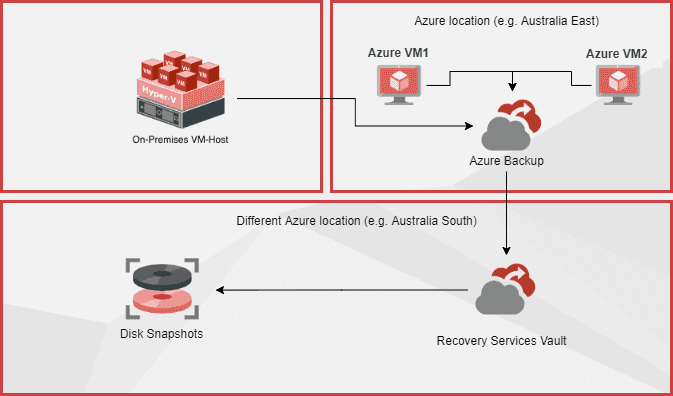 Azure location (e.g. Australia East)
Azure VM1
Azure VM2
VM VM VM
VM VM VM
Hyper-V
On-Premises VM-Host
Azure Backup
Different Azure location (e.g. Australia South)
Disk Snapshots
Recovery Services Vault